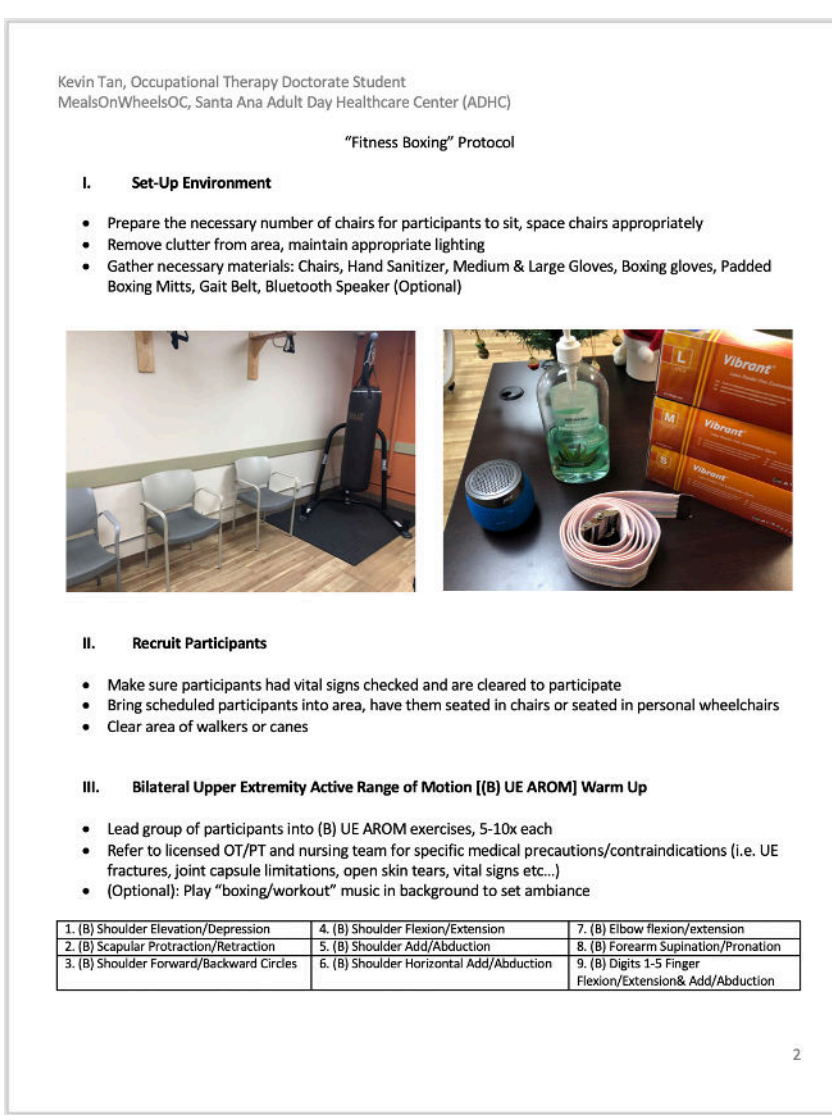 Kevin Tan, Occupational Therapy Doctorate Student
MealsOnWheelsOC, Santa Ana Adult Day Healthcare Center (ADHC)
“Fitness Boxing” Protocol
I. Set-Up Environment
• Prepare the necessary number of chairs for participants to sit, space chairs appropriately
• Remove clutter from area, maintain appropriate lighting
• Gather necessary materials: Chairs, Hand Sanitizer, Medium & Large Gloves, Boxing gloves, Padded
Boxing Mitts, Gait Belt, Bluetooth Speaker (Optional)
L
Vibrant
M
Vibrant
S
Vibrant
II. Recruit Participants
• Make sure participants had vital signs checked and are cleared to participate
• Bring scheduled participants into area, have them seated in chairs or seated in personal wheelchairs
• Clear area of walkers or canes
III. Bilateral Upper Extremity Active Range of Motion [(B) UE AROM] Warm Up
• Lead group of participants into (B) UE AROM exercises, 5-10x each
• Refer to licensed OT/PT and nursing team for specific medical precautions/contraindications (i.e. UE
fractures, joint capsule limitations, open skin tears, vital signs etc...)
• (Optional): Play “boxing/workout” music in background to set ambiance
1. (B) Shoulder Elevation/Depression 4. (B) Shoulder Flexion/Extension 7. (B) Elbow flexion/extension
2. (B) Scapular Protraction/Retraction 5. (B) Shoulder Add/Abduction 8. (B) Forearm Supination/Pronation
3. (B) Shoulder Forward/Backward Circles 6. (B) Shoulder Horizontal Add/Abduction 9. (B) Digits 1-5 Finger
Flexion/Extension& Add/Abduction
2